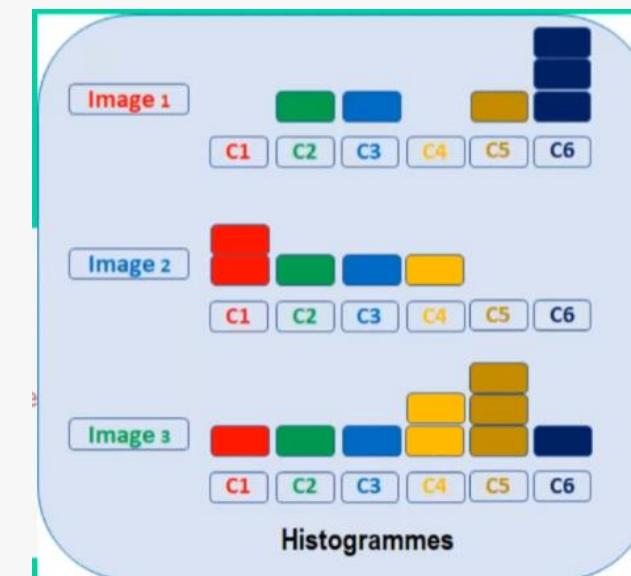 Image 1
C1 C2 C3 C4 C5 C6
Image 2
C1 C2 C3 C4 C5 C6
Image 3
C1 C2 C3 C4 C5 C6
Histogrammes